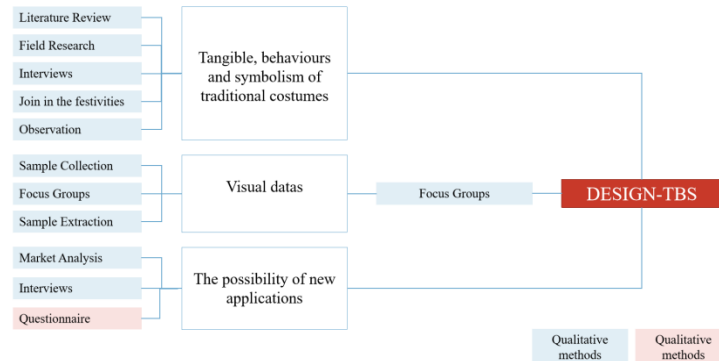 Literature Review
Field Research
Interviews
Join in the festivities
Observation
Tangible, behaviours
and symbolism of
traditional costumes
Sample Collection
Focus Groups
Sample Extraction
Visual datas
Focus Groups
DESIGN-TBS
Market Analysis
Interviews
Questionnaire
The possibility of new
applications
Qualitative
methods
Qualitative
methods